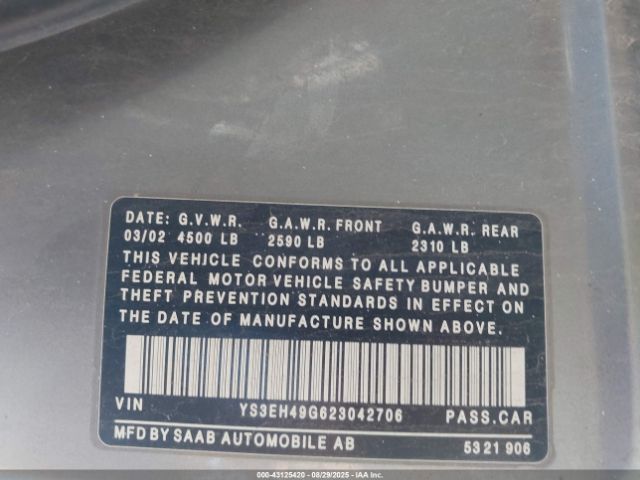 DATE: G.V.W.R. G.A.W.R. FRONT G.A.W.R. REAR
03/02 4500 LB 2590 LB 2310 LB
THIS VEHICLE CONFORMS TO ALL APPLICABLE
FEDERAL MOTOR VEHICLE SAFETY BUMPER AND
THEFT PREVENTION STANDARDS IN EFFECT ON
THE DATE OF MANUFACTURE SHOWN ABOVE.
VIN YS3EH49G623042706 PASS.CAR
MFD BY SAAB AUTOMOBILE AB 5321906
000-43125420 - 08/29/2025 - IAAI.COM